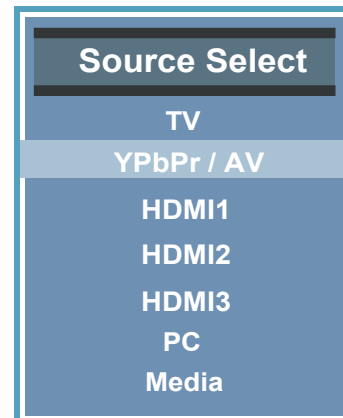 Source Select
TV
YPbPr / AV
HDMI1
HDMI2
HDMI3
PC
Media